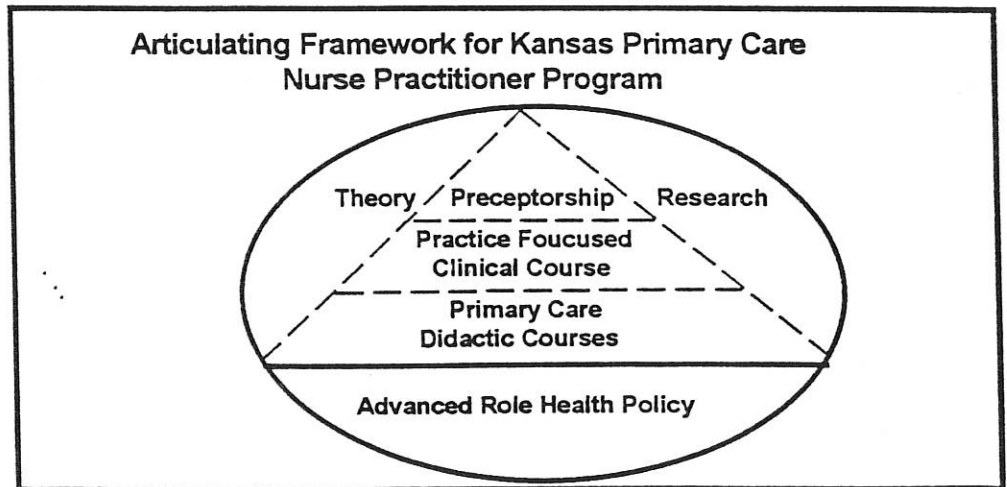 Articulating Framework for Kansas Primary Care
Nurse Practitioner Program
Theory Preceptorship Research
Practice Foucused
Clinical Course
Primary Care
Didactic Courses
Advanced Role Health Policy